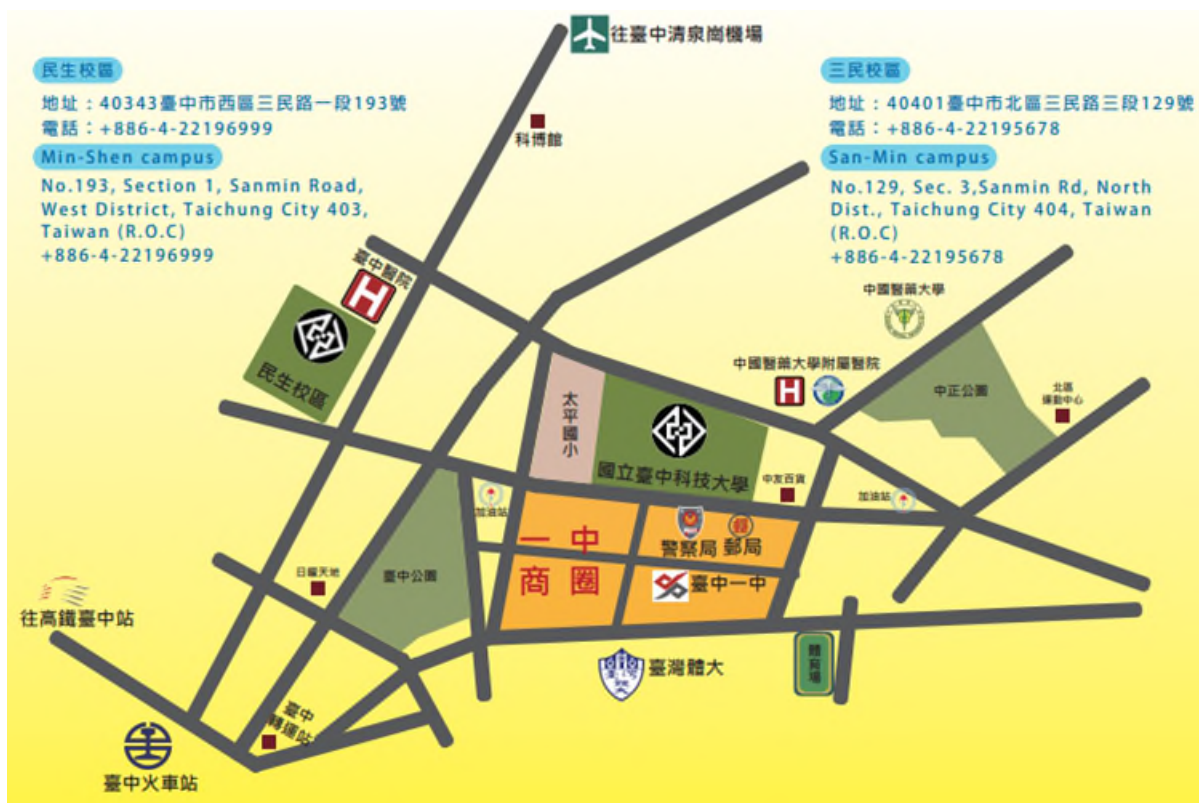 往臺中清泉崗機場
民生校區
地址：40343臺中市西區三民路一段193號
電話：+886-4-22196999
Min-Shen campus
No.193, Section 1, Sanmin Road,
West District, Taichung City 403,
Taiwan (R.O.C)
+886-4-22196999
三民校區
地址：40401臺中市北區三民路三段129號
電話：+886-4-22195678
San-Min campus
No.129, Sec. 3,Sanmin Rd, North
Dist., Taichung City 404, Taiwan
(R.O.C)
+886-4-22195678
科博館
臺中醫院
H
民生校區
中國醫藥大學
中國醫藥大學附屬醫院
H
中正公園
北區
運動中心
太平國小
國立臺中科技大學
中友百貨
加油站
加油站
一中
商圈
警察局
郵局
臺中一中
日曜天地
臺中公園
往高鐵臺中站
臺灣體大
體育場
臺中
轉運站
臺中火車站